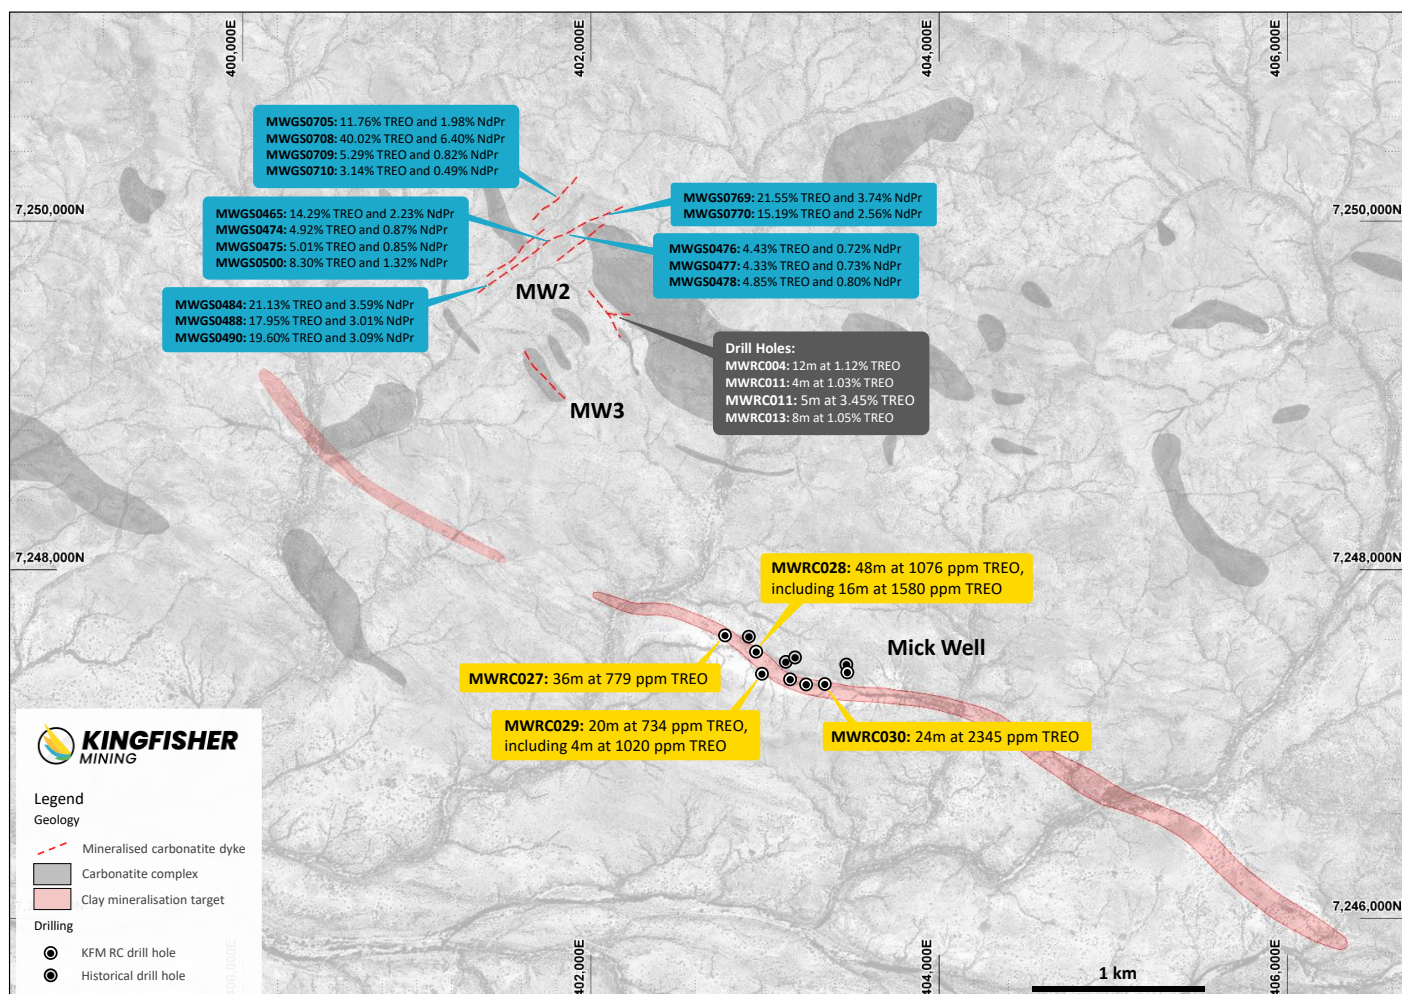 400,000E
402,000E
404,000E
406,000E
MWGS0705: 11.76% TREO and 1.98% NdPr
MWGS0708: 40.02% TREO and 6.40% NdPr
MWGS0709: 5.29% TREO and 0.82% NdPr
MWGS0710: 3.14% TREO and 0.49% NdPr
7,250,000N
7,250,000N
MWGS0769: 21.55% TREO and 3.74% NdPr
MWGS0770: 15.19% TREO and 2.56% NdPr
MWGS0465: 14.29% TREO and 2.23% NdPr
MWGS0474: 4.92% TREO and 0.87% NdPr
MWGS0475: 5.01% TREO and 0.85% NdPr
MWGS0500: 8.30% TREO and 1.32% NdPr
MWGS0476: 4.43% TREO and 0.72% NdPr
MWGS0477: 4.33% TREO and 0.73% NdPr
MWGS0478: 4.85% TREO and 0.80% NdPr
MWGS0484: 21.13% TREO and 3.59% NdPr
MWGS0488: 17.95% TREO and 3.01% NdPr
MWGS0490: 19.60% TREO and 3.09% NdPr
MW2
Drill Holes:
MWRC004: 12m at 1.12% TREO
MWRC011: 4m at 1.03% TREO
MWRC011: 5m at 3.45% TREO
MWRC013: 8m at 1.05% TREO
MW3
7,248,000N
7,248,000N
MWRC028: 48m at 1076 ppm TREO,
including 16m at 1580 ppm TREO
Mick Well
MWRC027: 36m at 779 ppm TREO
MWRC029: 20m at 734 ppm TREO,
including 4m at 1020 ppm TREO
MWRC030: 24m at 2345 ppm TREO
KINGFISHER
MINING
Legend
Geology
Mineralised carbonatite dyke
Carbonatite complex
Clay mineralisation target
Drilling
KFM RC drill hole
Historical drill hole
7,246,000N
400,000E
402,000E
404,000E
406,000E
1 km